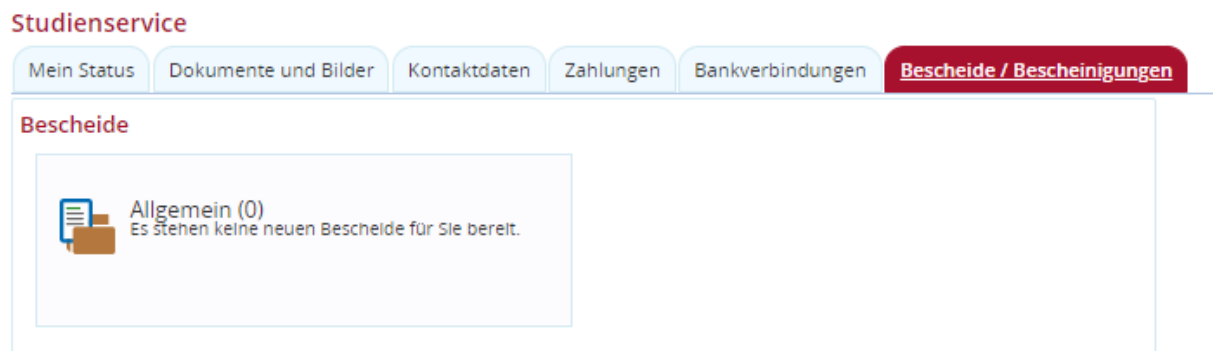 Studienservice
Mein Status Dokumente und Bilder Kontaktdaten Zahlungen Bankverbindungen Bescheide / Bescheinigungen
Bescheide
Allgemein (0)
Es stehen keine neuen Bescheide für Sie bereit.